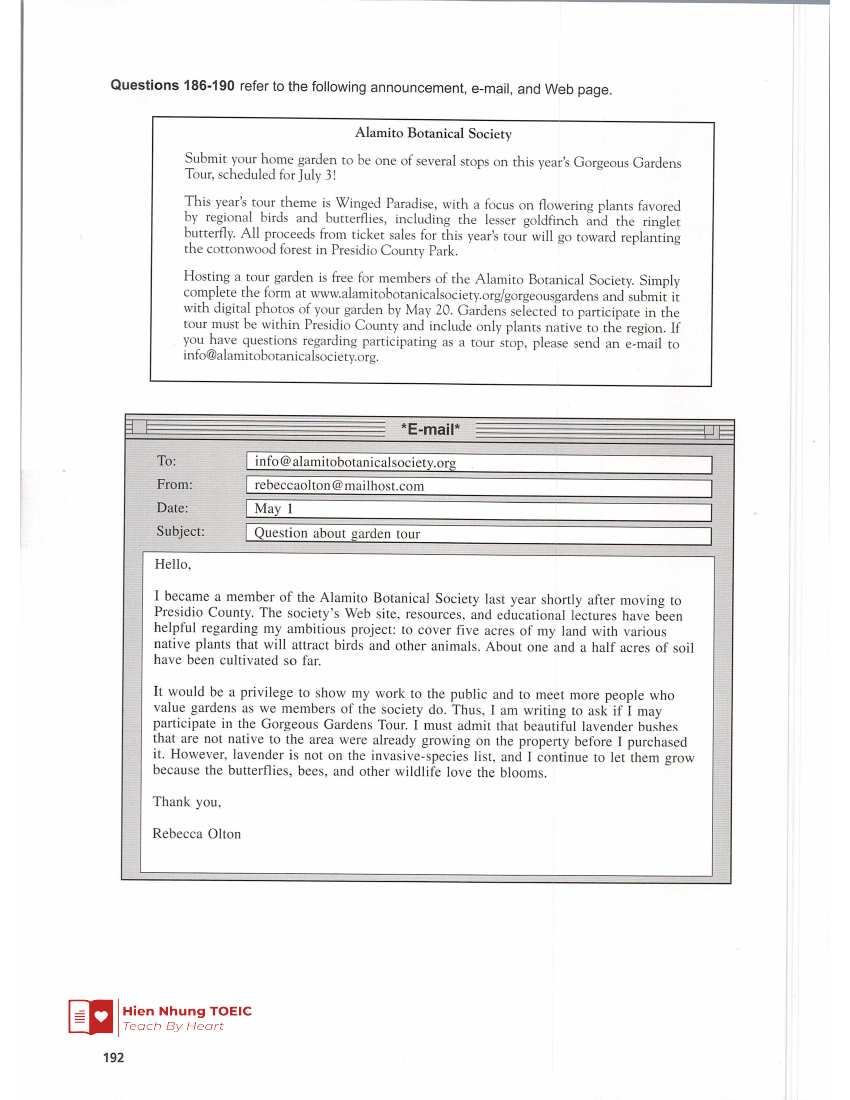 Questions 186-190 refer to the following announcement, e-mail, and Web page.
Alamito Botanical Society
Submit your home garden to be one of several stops on this year's Gorgeous Gardens
Tour, scheduled for July 3!
This year's tour theme is Winged Paradise, with a focus on flowering plants favored
by regional birds and butterflies, including the lesser goldfinch and the ringlet
butterfly. All proceeds from ticket sales for this year's tour will go toward replanting
the cottonwood forest in Presidio County Park.
Hosting a tour garden is free for members of the Alamito Botanical Society. Simply
complete the form at www.alamitobotanicalsociety.org/gorgeousgardens and submit it
with digital photos of your garden by May 20. Gardens selected to participate in the
tour must be within Presidio County and include only plants native to the region. If
you have questions regarding participating as a tour stop, please send an e-mail to
info@alamitobotanicalsociety.org.
*E-mail*
To: info@alamitobotanicalsociety.org
From: rebeccaolton@mailhost.com
Date: May 1
Subject: Question about garden tour
Hello,
I became a member of the Alamito Botanical Society last year shortly after moving to
Presidio County. The society's Web site, resources, and educational lectures have been
helpful regarding my ambitious project: to cover five acres of my land with various
native plants that will attract birds and other animals. About one and a half acres of soil
have been cultivated so far.
It would be a privilege to show my work to the public and to meet more people who
value gardens as we members of the society do. Thus, I am writing to ask if I may
participate in the Gorgeous Gardens Tour. I must admit that beautiful lavender bushes
that are not native to the area were already growing on the property before I purchased
it. However, lavender is not on the invasive-species list, and I continue to let them grow
because the butterflies, bees, and other wildlife love the blooms.
Thank you,
Rebecca Olton
Hien Nhung TOEIC
Teach By Heart
192